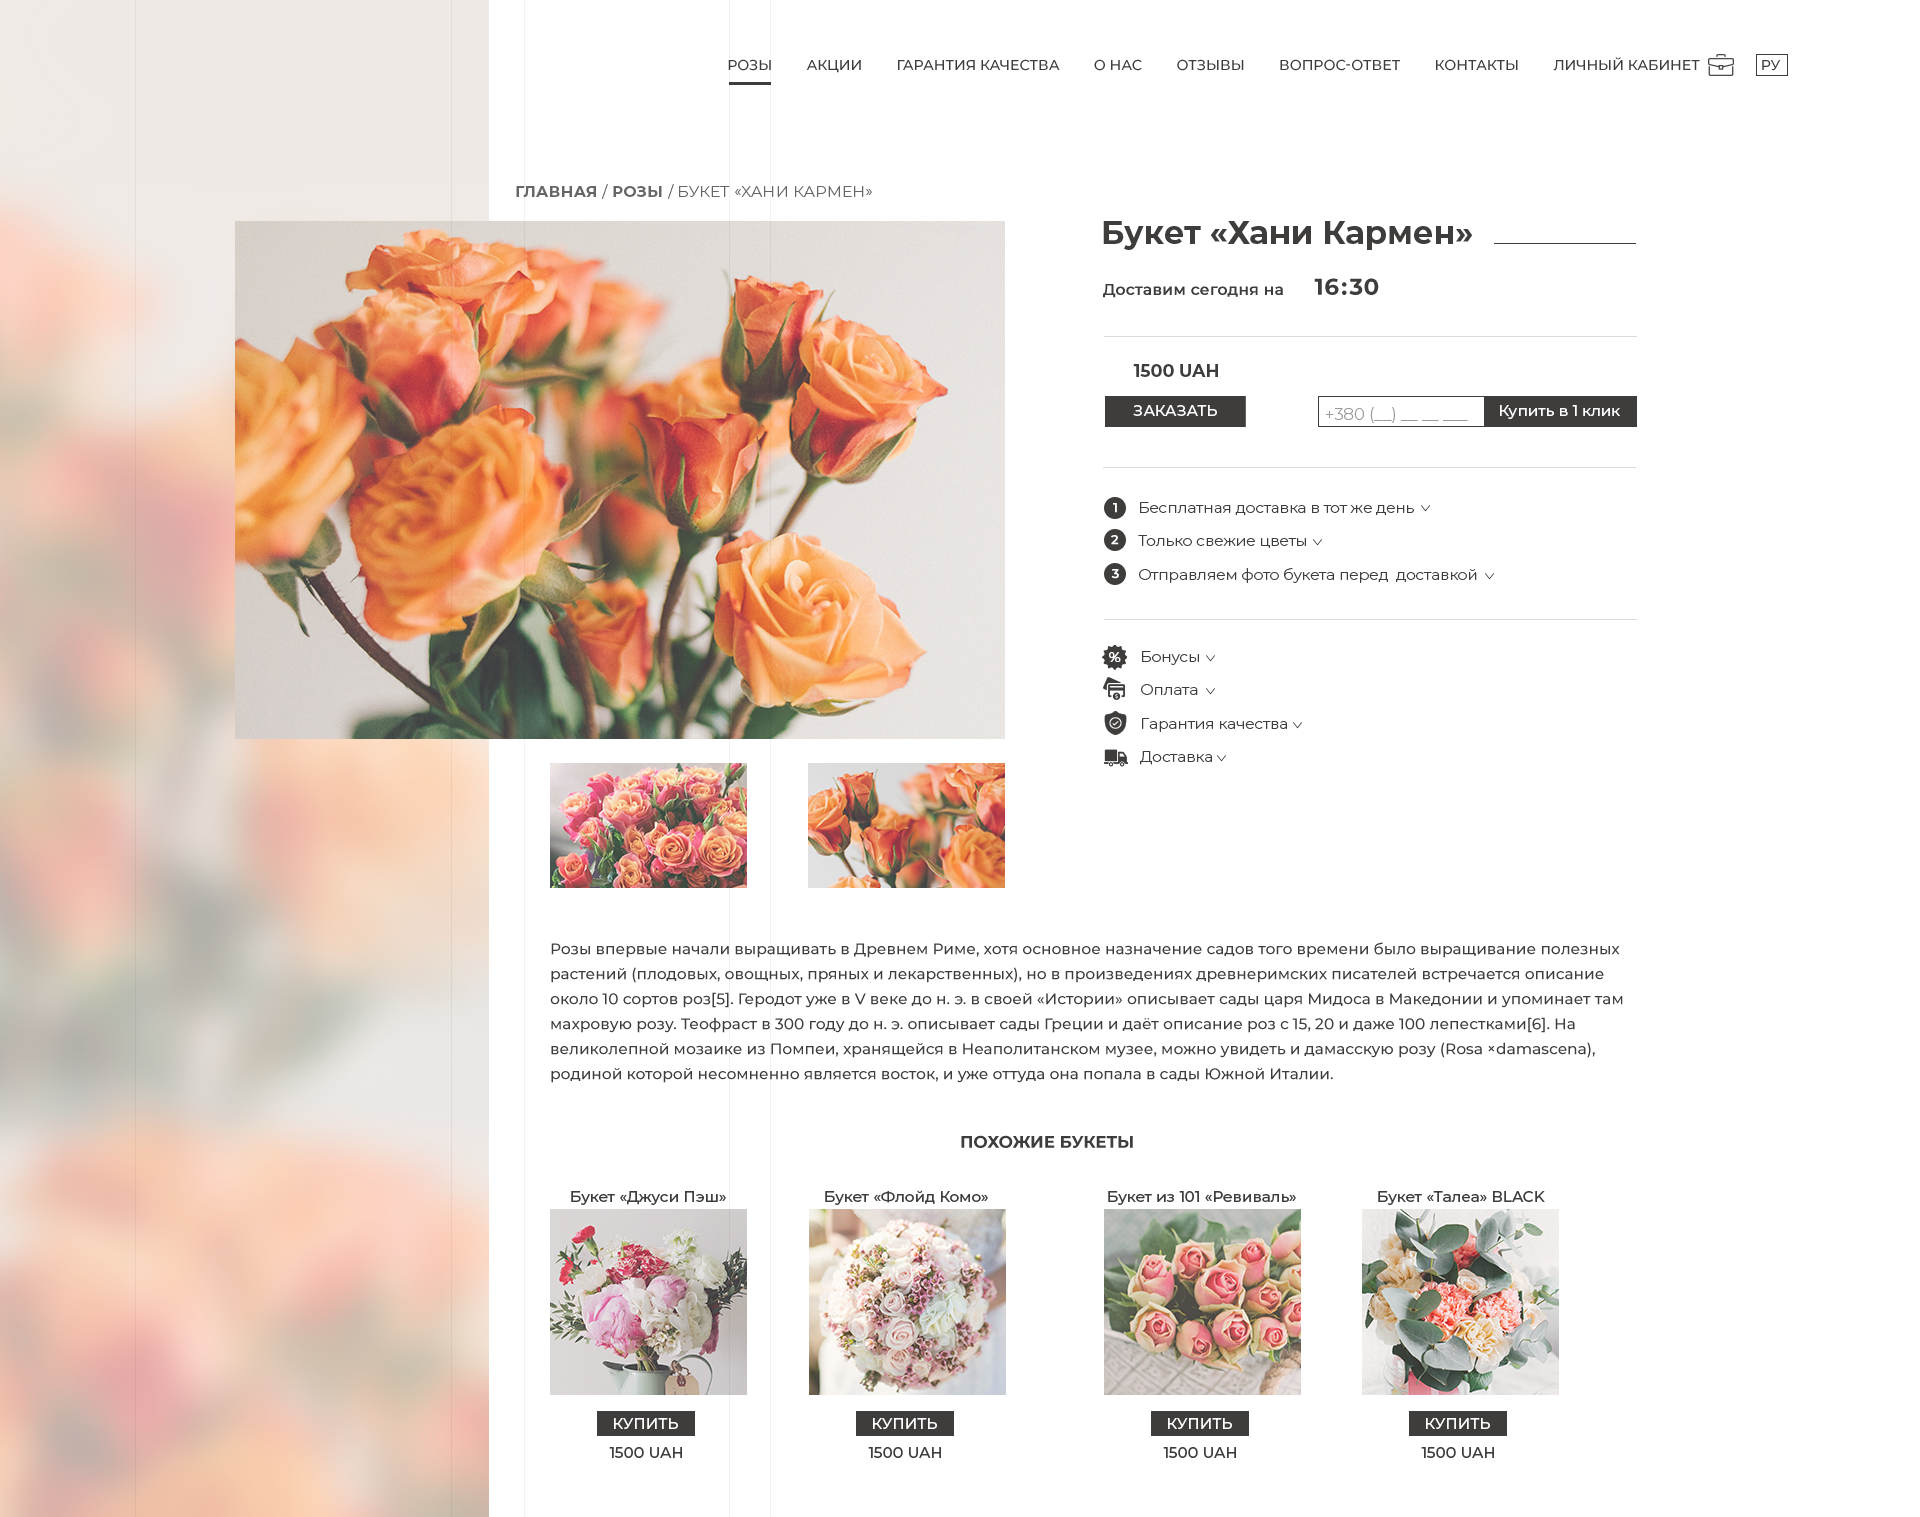 РОЗЫ АКЦИИ ГАРАНТИЯ КАЧЕСТВА О НАС ОТЗЫВЫ ВОПРОС-ОТВЕТ КОНТАКТЫ ЛИЧНЫЙ КАБИНЕТ РУ
ГЛАВНАЯ / РОЗЫ / БУКЕТ «ХАНИ КАРМЕН»
Букет «Хани Кармен»
Доставим сегодня на 16:30
1500 UAH
ЗАКАЗАТЬ +380 (__) __ __ ___ Купить в 1 клик
1 Бесплатная доставка в тот же день
2 Только свежие цветы
3 Отправляем фото букета перед доставкой
% Бонусы
Оплата
Гарантия качества
Доставка
Розы впервые начали выращивать в Древнем Риме, хотя основное назначение садов того времени было выращивание полезных
растений (плодовых, овощных, пряных и лекарственных), но в произведениях древнеримских писателей встречается описание
около 10 сортов роз[5]. Геродот уже в V веке до н. э. в своей «Истории» описывает сады царя Мидоса в Македонии и упоминает там
махровую розу. Теофраст в 300 году до н. э. описывает сады Греции и даёт описание роз с 15, 20 и даже 100 лепестками[6]. На
великолепной мозаике из Помпеи, хранящейся в Неаполитанском музее, можно увидеть и дамасскую розу (Rosa ×damascena),
родиной которой несомненно является восток, и уже оттуда она попала в сады Южной Италии.
ПОХОЖИЕ БУКЕТЫ
Букет «Джуси Пэш» Букет «Флойд Комо» Букет из 101 «Ревиваль» Букет «Талеа» BLACK
КУПИТЬ КУПИТЬ КУПИТЬ КУПИТЬ
1500 UAH 1500 UAH 1500 UAH 1500 UAH